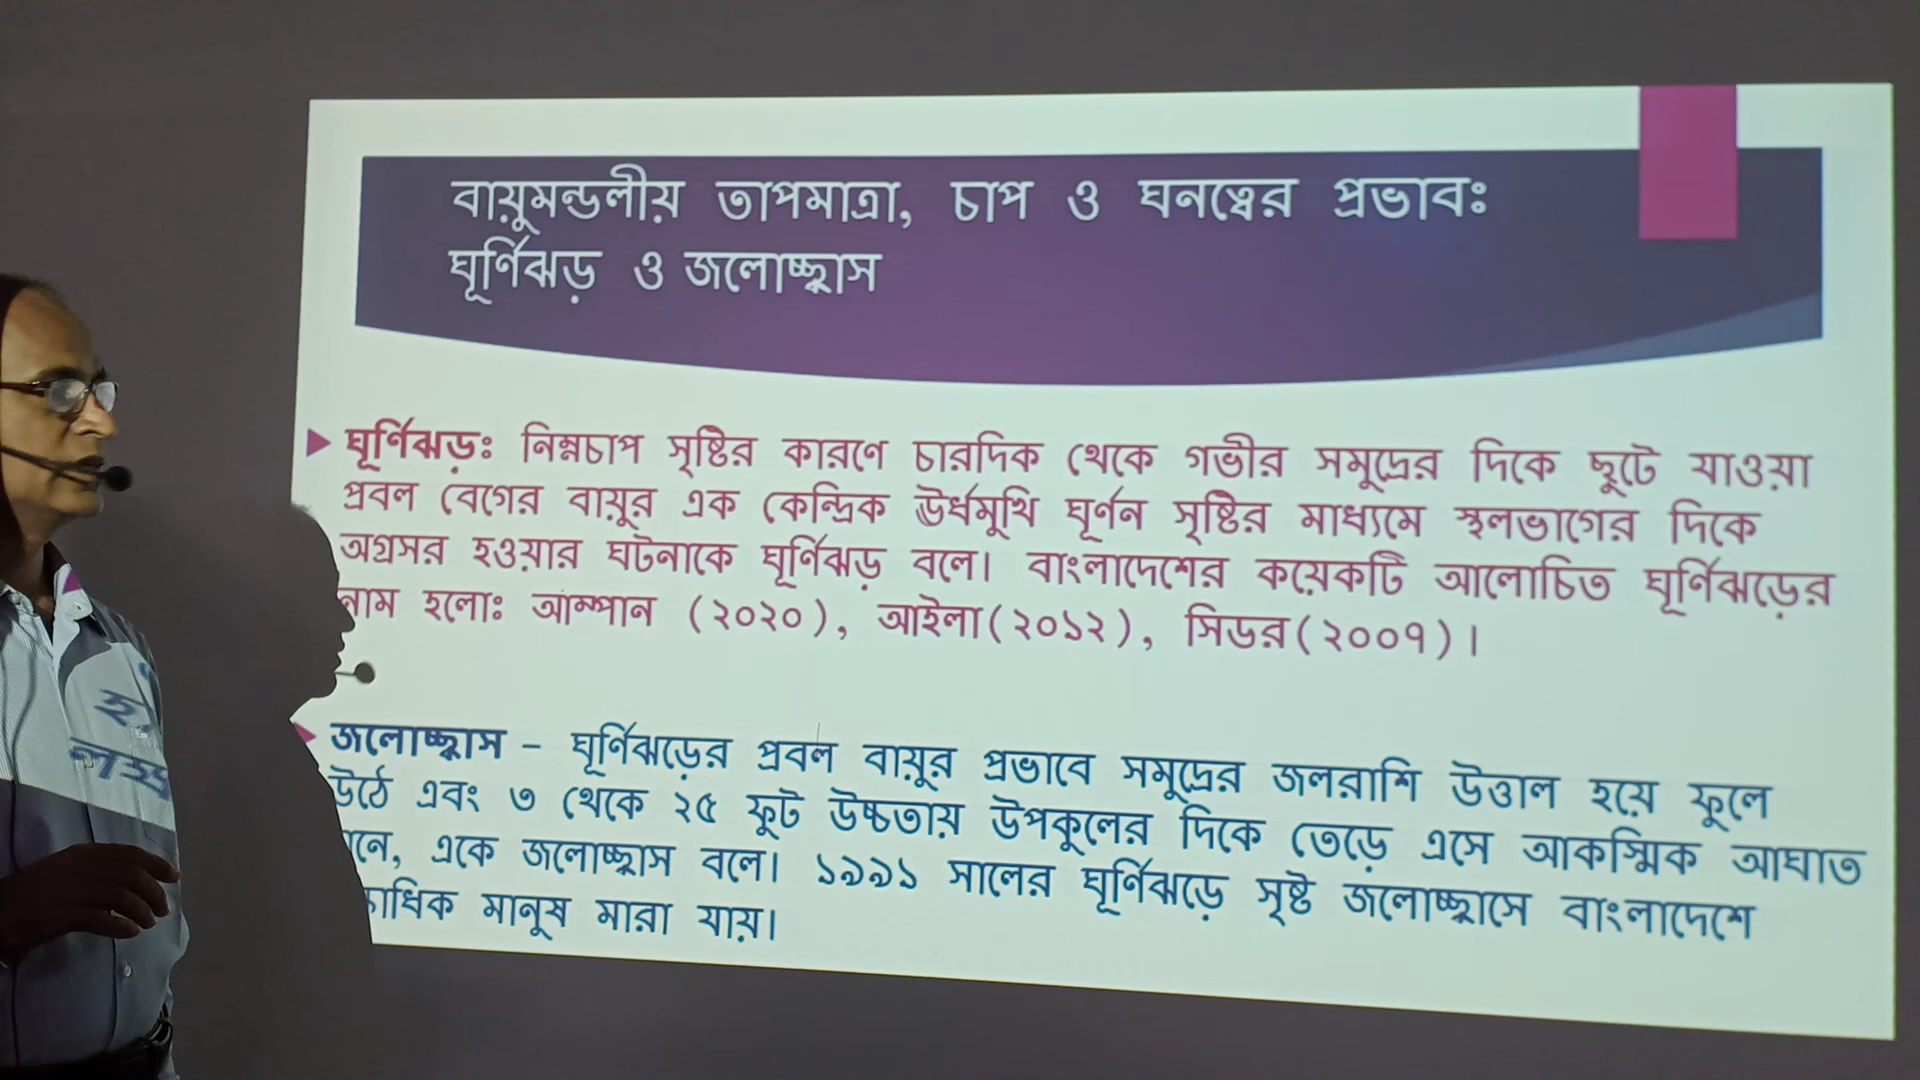 বায়ুমন্ডলীয় তাপমাত্রা, চাপ ও ঘনত্বের প্রভাবঃ
ঘূর্ণিঝড় ও জলোচ্ছ্বাস
ঘূর্ণিঝড়ঃ নিম্নচাপ সৃষ্টির কারণে চারদিক থেকে গভীর সমুদ্রের দিকে ছুটে যাওয়া
প্রবল বেগের বায়ুর এক কেন্দ্রিক ঊর্ধমুখি ঘূর্ণন সৃষ্টির মাধ্যমে স্থলভাগের দিকে
অগ্রসর হওয়ার ঘটনাকে ঘূর্ণিঝড় বলে। বাংলাদেশের কয়েকটি আলোচিত ঘূর্ণিঝড়ের
নাম হলোঃ আম্পান (২০২০), আইলা(২০১২), সিডর(২০০৭)।
জলোচ্ছ্বাস – ঘূর্ণিঝড়ের প্রবল বায়ুর প্রভাবে সমুদ্রের জলরাশি উত্তাল হয়ে ফুলে
উঠে এবং ৩ থেকে ২৫ ফুট উচ্চতায় উপকুলের দিকে তেড়ে এসে আকস্মিক আঘাত
একে জলোচ্ছ্বাস বলে। ১৯৯১ সালের ঘূর্ণিঝড়ে সৃষ্ট জলোচ্ছ্বাসে বাংলাদেশে
মানুষ মারা যায়।